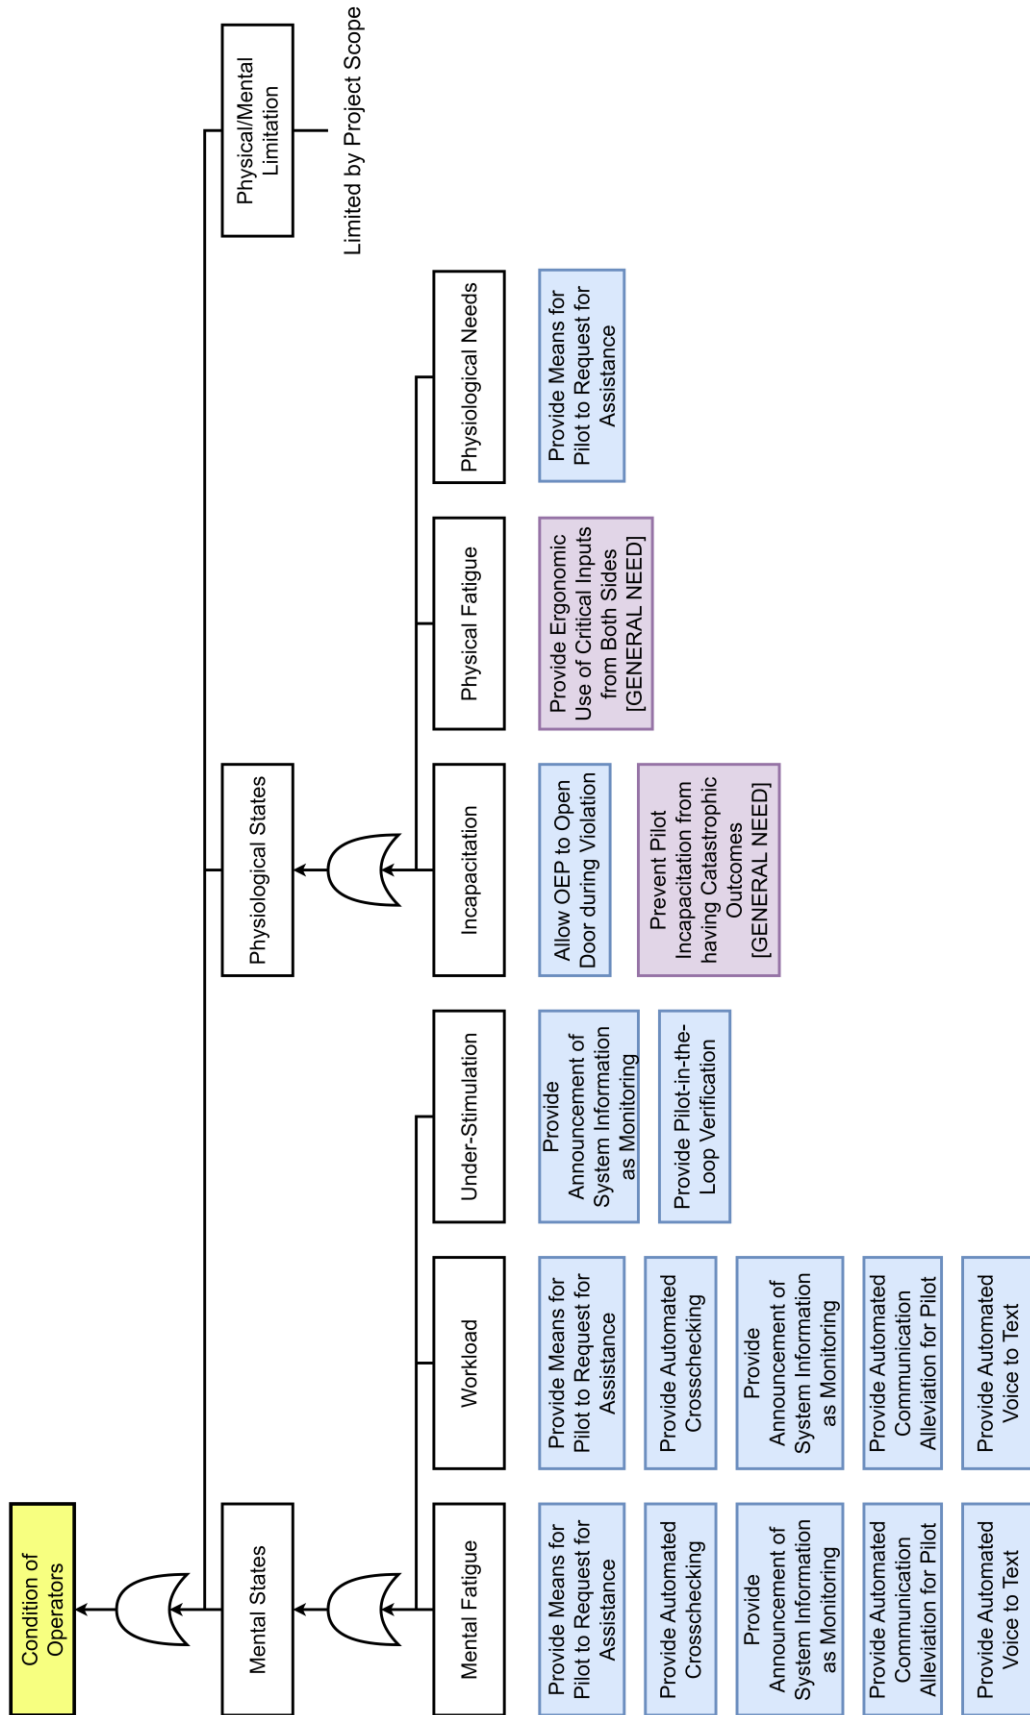 Condition of
Operators
Mental States
Physiological States
Physical/Mental
Limitation
Limited by Project Scope
Mental Fatigue
Workload
Under-Stimulation
Incapacitation
Physical Fatigue
Physiological Needs
Provide Means for
Pilot to Request for
Assistance
Provide Automated
Crosschecking
Provide
Announcement of
System Information
as Monitoring
Provide Automated
Communication
Alleviation for Pilot
Provide Automated
Voice to Text
Provide Means for
Pilot to Request for
Assistance
Provide Automated
Crosschecking
Provide
Announcement of
System Information
as Monitoring
Provide Automated
Communication
Alleviation for Pilot
Provide Automated
Voice to Text
Provide
Announcement of
System Information
as Monitoring
Provide Pilot-in-the-
Loop Verification
Allow OEP to Open
Door during Violation
Prevent Pilot
Incapacitation from
having Catastrophic
Outcomes
[GENERAL NEED]
Provide Ergonomic
Use of Critical Inputs
from Both Sides
[GENERAL NEED]
Provide Means for
Pilot to Request for
Assistance